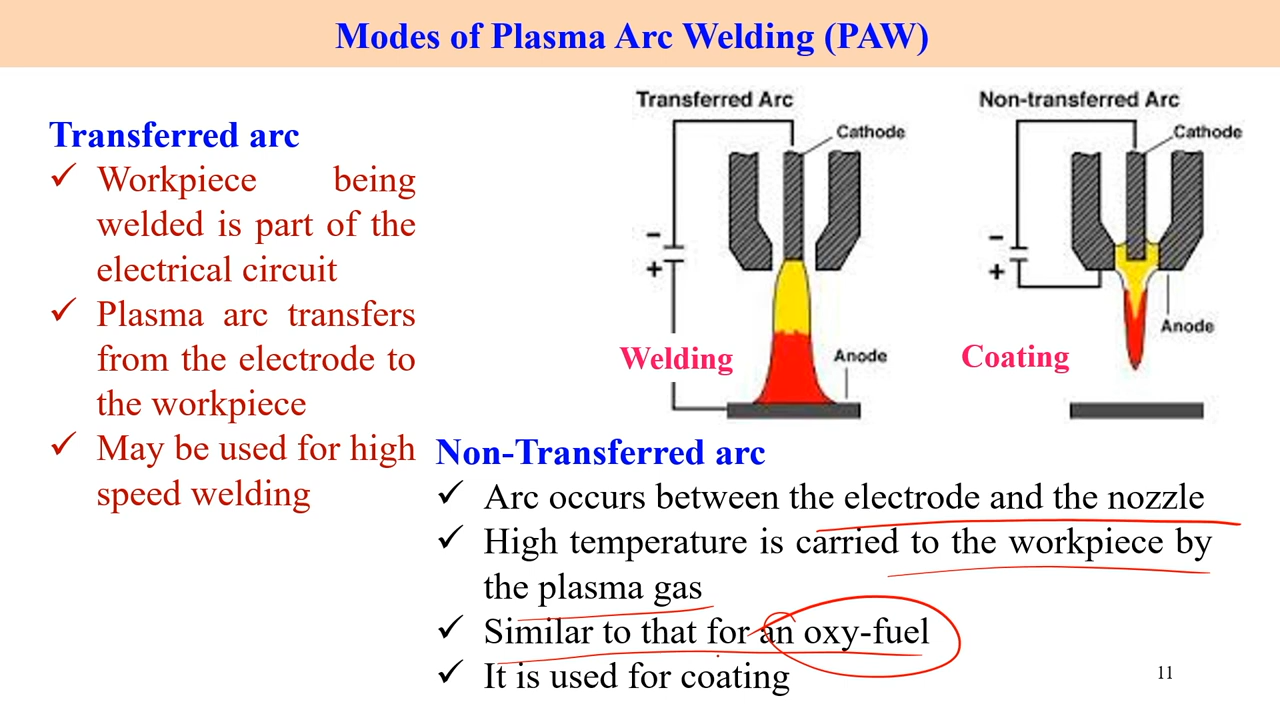 Modes of Plasma Arc Welding (PAW)
Transferred arc
✓ Workpiece being
welded is part of the
electrical circuit
✓ Plasma arc transfers
from the electrode to
the workpiece
✓ May be used for high
speed welding
Transferred Arc
Cathode
−
+
Welding
Anode
Non-transferred Arc
Cathode
−
+
Anode
Coating
Non-Transferred arc
✓ Arc occurs between the electrode and the nozzle
✓ High temperature is carried to the workpiece by
the plasma gas
✓ Similar to that for an oxy-fuel
✓ It is used for coating
11